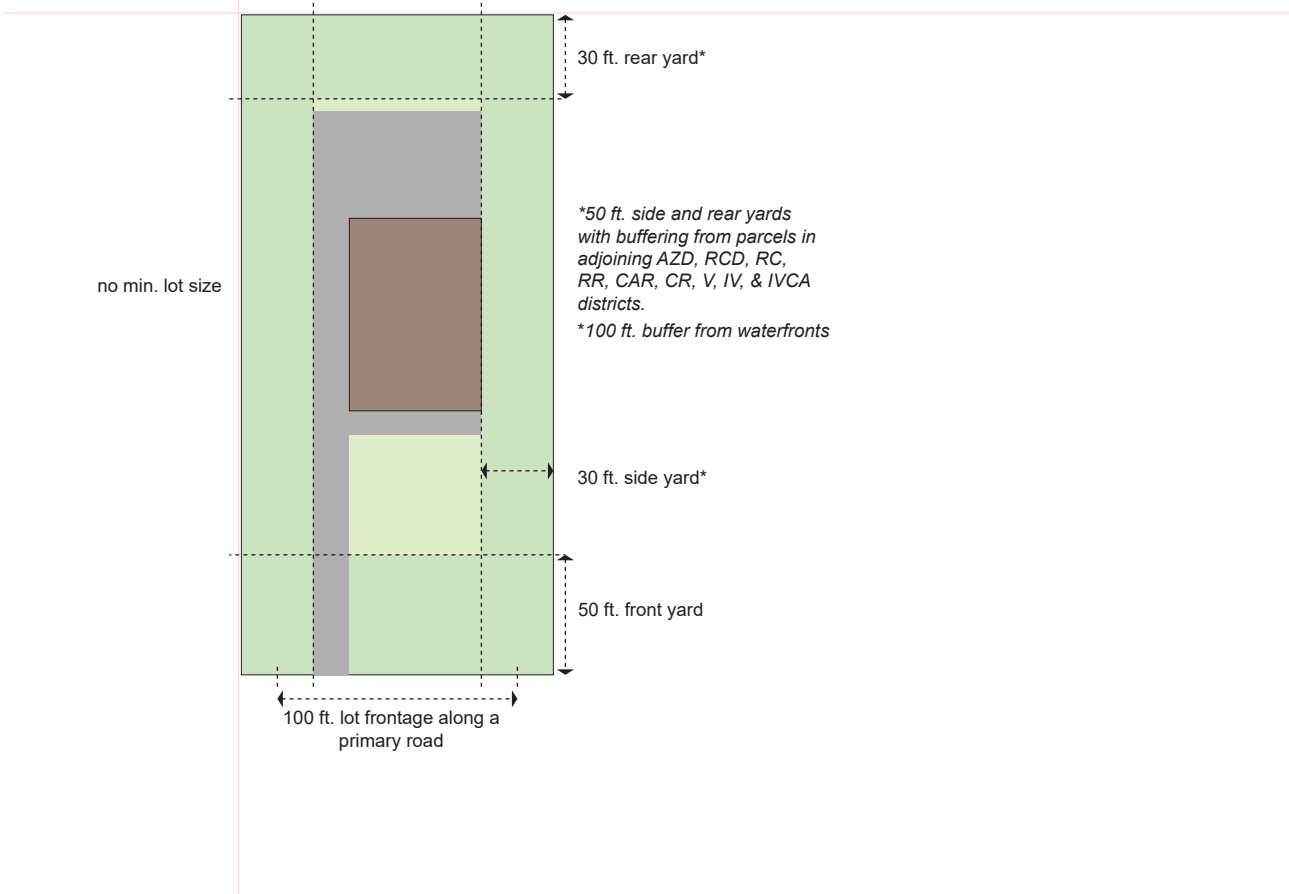 30 ft. rear yard*
*50 ft. side and rear yards
with buffering from parcels in
adjoining AZD, RCD, RC,
RR, CAR, CR, V, IV, & IVCA
districts.
*100 ft. buffer from waterfronts
no min. lot size
30 ft. side yard*
50 ft. front yard
100 ft. lot frontage along a
primary road